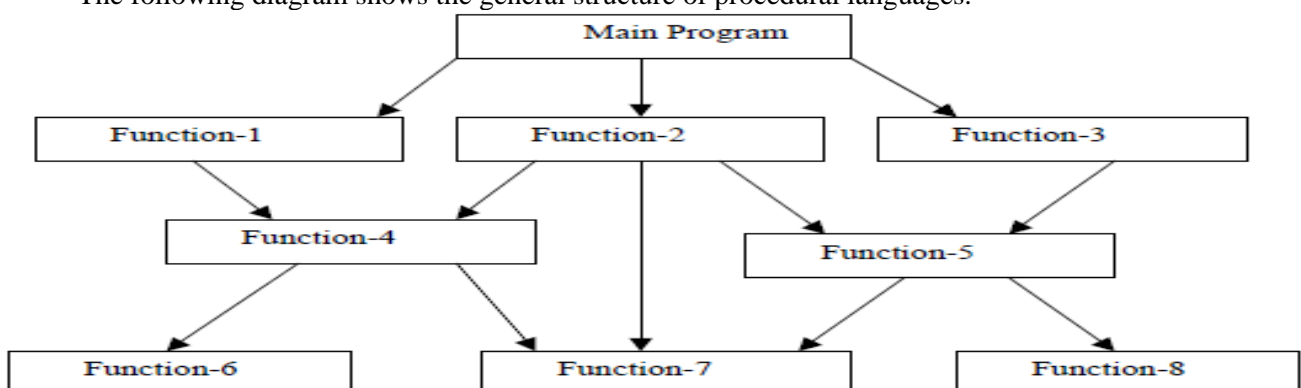 The following diagram shows the general structure of procedural languages.
Main Program
Function-1
Function-2
Function-3
Function-4
Function-5
Function-6
Function-7
Function-8